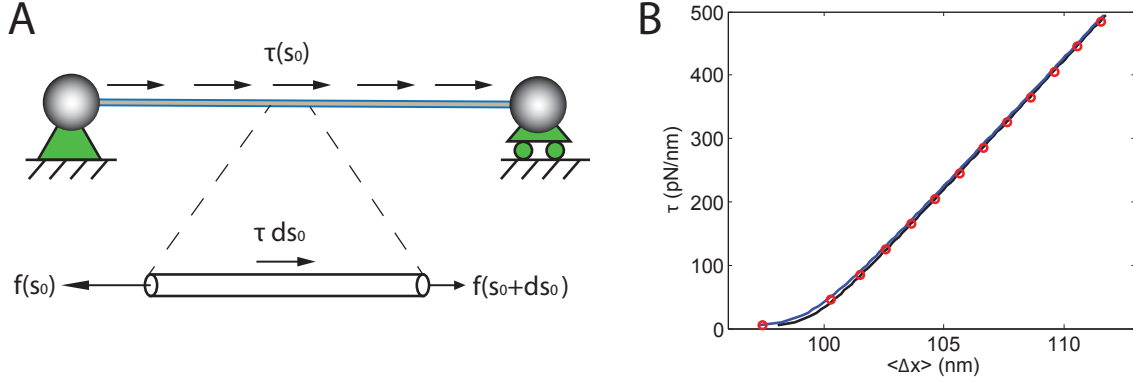 A
τ(s₀)
τ ds₀
f(s₀)
f(s₀+ds₀)
B
500
400
300
200
100
0
τ (pN/nm)
100
105
110
<Δx> (nm)